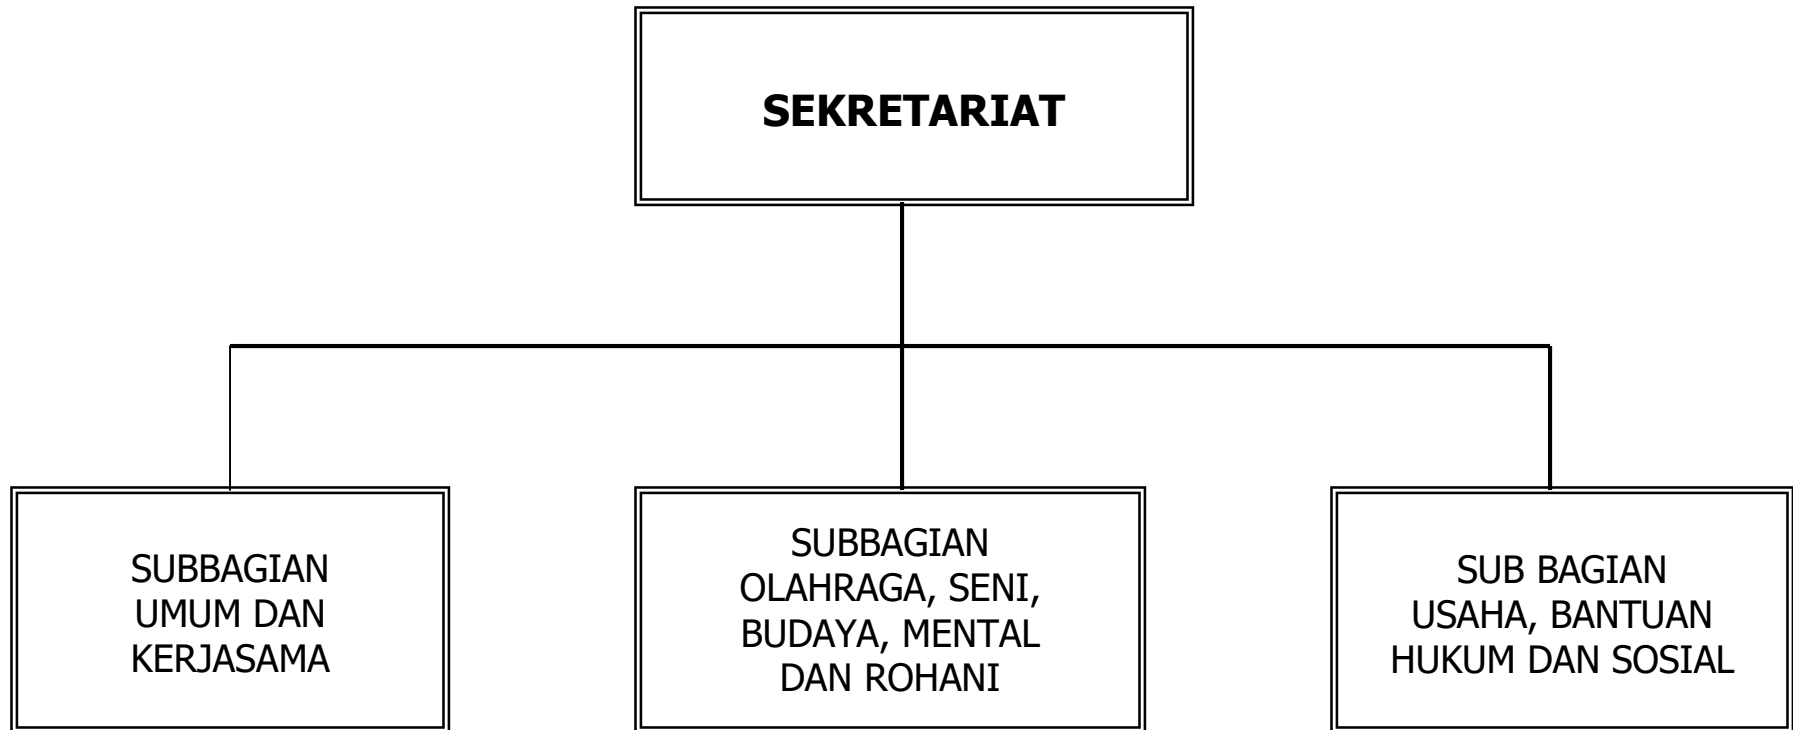 SEKRETARIAT
SUBBAGIAN
UMUM DAN
KERJASAMA
SUBBAGIAN
OLAHRAGA, SENI,
BUDAYA, MENTAL
DAN ROHANI
SUB BAGIAN
USAHA, BANTUAN
HUKUM DAN SOSIAL